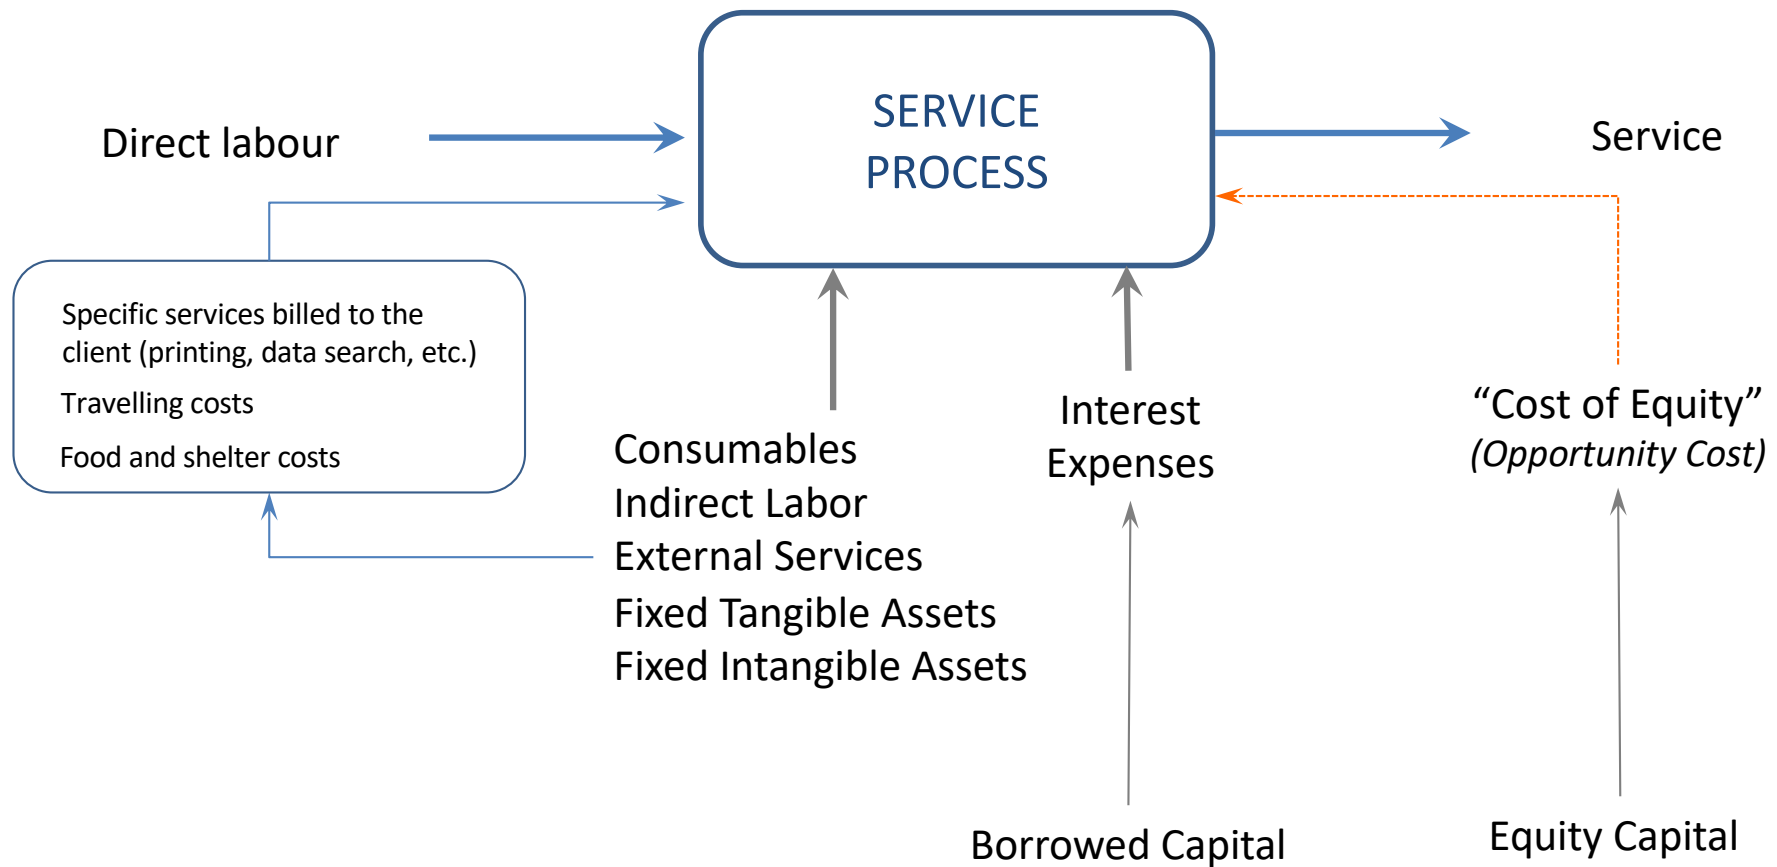 SERVICE
PROCESS
Direct labour
Service
Specific services billed to the
client (printing, data search, etc.)
Travelling costs
Food and shelter costs
Consumables
Indirect Labor
External Services
Fixed Tangible Assets
Fixed Intangible Assets
Interest
Expenses
“Cost of Equity”
(Opportunity Cost)
Borrowed Capital
Equity Capital